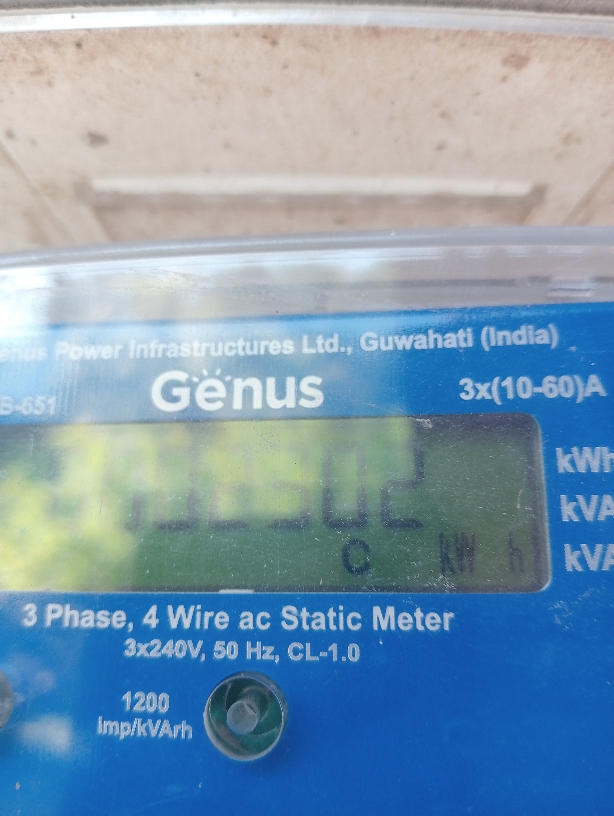 Power Infrastructures Ltd., Guwahati (India)
B-651
Genus
3x(10-60)A
kWh
kVA
kVA
kW h
3 Phase, 4 Wire ac Static Meter
3x240V, 50 Hz, CL-1.0
1200
imp/kVArh